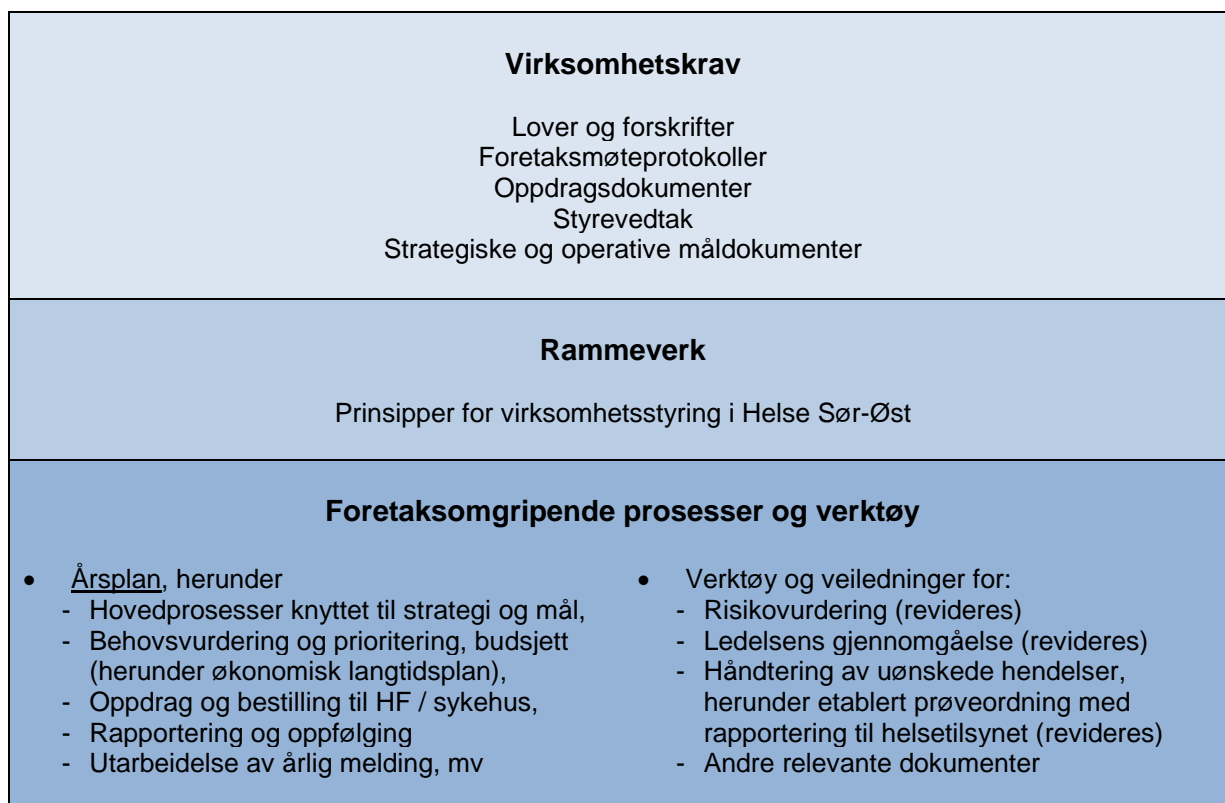 Virksomhetskrav
Lover og forskrifter
Foretaksmøteprotokoller
Oppdragsdokumenter
Styrevedtak
Strategiske og operative måldokumenter
Rammeverk
Prinsipper for virksomhetsstyring i Helse Sør-Øst
Foretaksomgripende prosesser og verktøy
• Årsplan, herunder
- Hovedprosesser knyttet til strategi og mål,
- Behovsvurdering og prioritering, budsjett
(herunder økonomisk langtidsplan),
- Oppdrag og bestilling til HF / sykehus,
- Rapportering og oppfølging
- Utarbeidelse av årlig melding, mv
• Verktøy og veiledninger for:
- Risikovurdering (revideres)
- Ledelsens gjennomgåelse (revideres)
- Håndtering av uønskede hendelser,
herunder etablert prøveordning med
rapportering til helsetilsynet (revideres)
- Andre relevante dokumenter